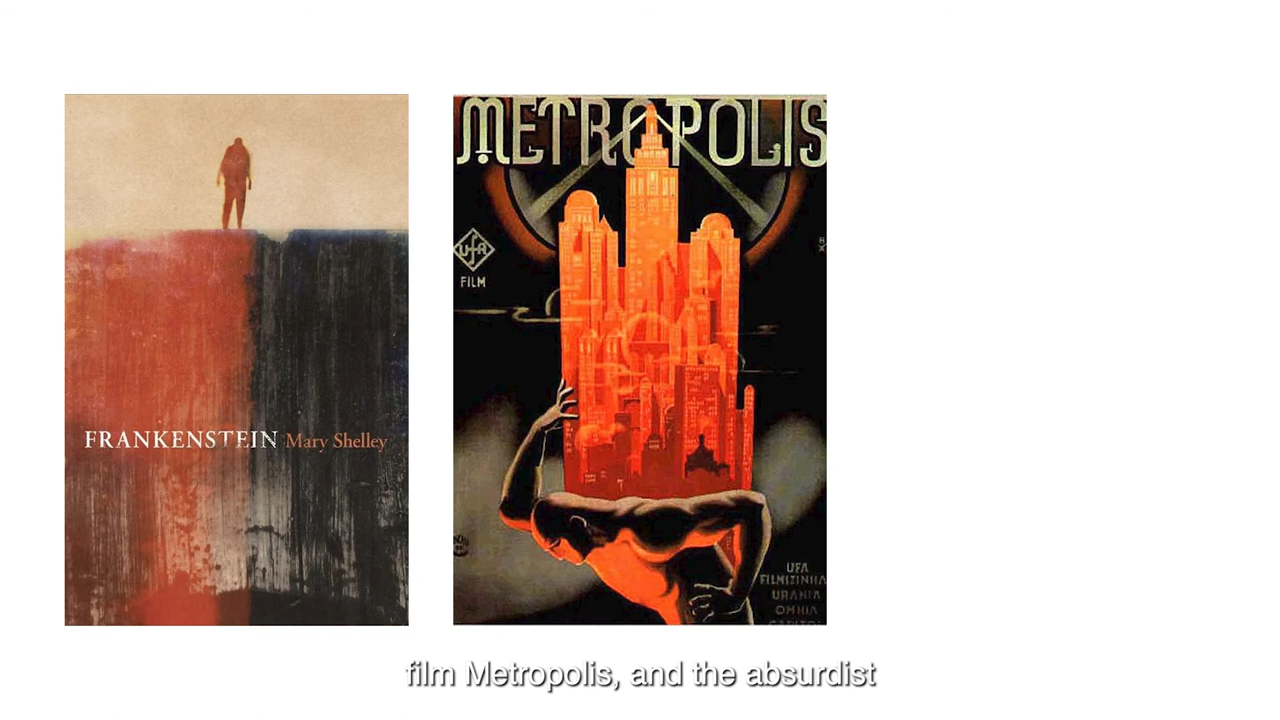 FRANKENSTEIN Mary Shelley
METROPOLIS
UFA
FILM
UFA
FILMIZINHA
URANIA
OMNIA
film Metropolis, and the absurdist